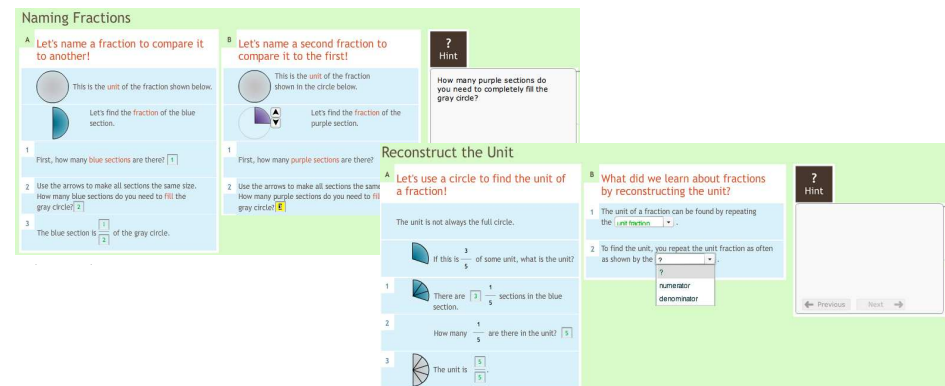 Naming Fractions
A
Let's name a fraction to compare it
to another!
This is the unit of the fraction shown below.
Let's find the fraction of the blue
section.
1
First, how many blue sections are there? 1
2 Use the arrows to make all sections the same size.
How many blue sections do you need to fill the
gray circle? 2
3
The blue section is 1/2 of the gray circle.
B
Let's name a second fraction to
compare it to the first!
This is the unit of the fraction
shown in the circle below.
Let's find the fraction of the
purple section.
1
First, how many purple sections are there?
2 Use the arrows to make all sections the same
How many purple sections do you need to fil
gray circle? £
?
Hint
How many purple sections do
you need to completely fill the
gray circle?
Reconstruct the Unit
A
Let's use a circle to find the unit of
a fraction!
The unit is not always the full circle.
If this is 3/5 of some unit, what is the unit?
1
There are 3 1/5 sections in the blue
section.
2
How many 1/5 are there in the unit? 5
3
The unit is 5/5.
B
What did we learn about fractions
by reconstructing the unit?
1 The unit of a fraction can be found by repeating
the unit fraction .
2 To find the unit, you repeat the unit fraction as often
as shown by the ? .
?
numerator
denominator
?
Hint
Previous Next